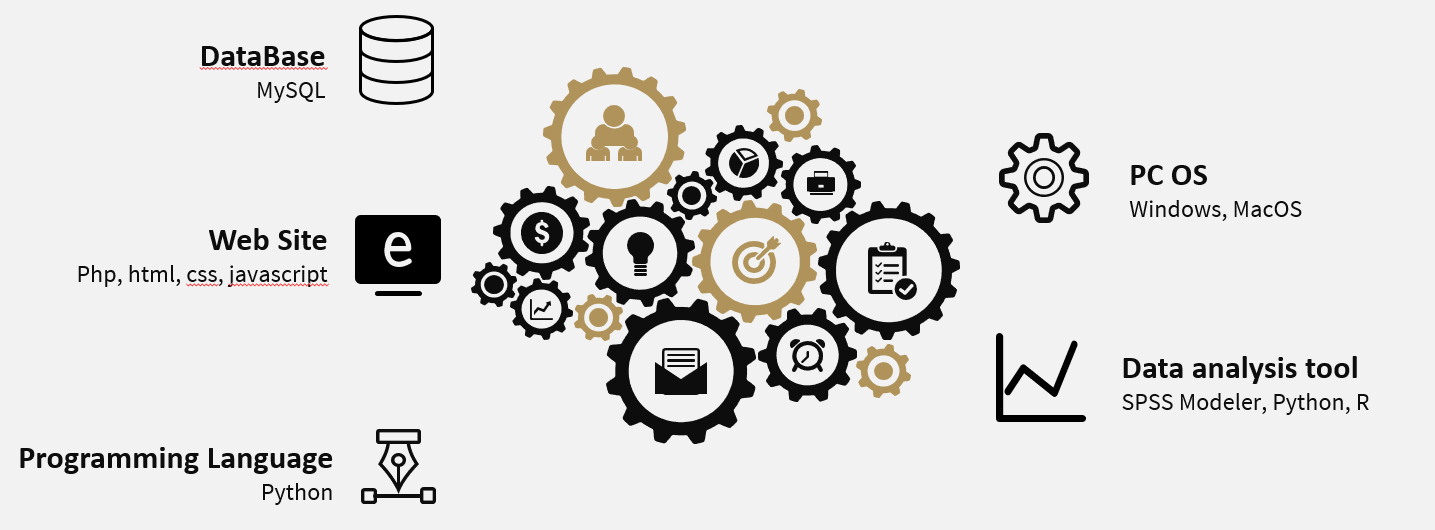 DataBase
MySQL
Web Site
Php, html, css, javascript
Programming Language
Python
PC OS
Windows, MacOS
Data analysis tool
SPSS Modeler, Python, R
e
$